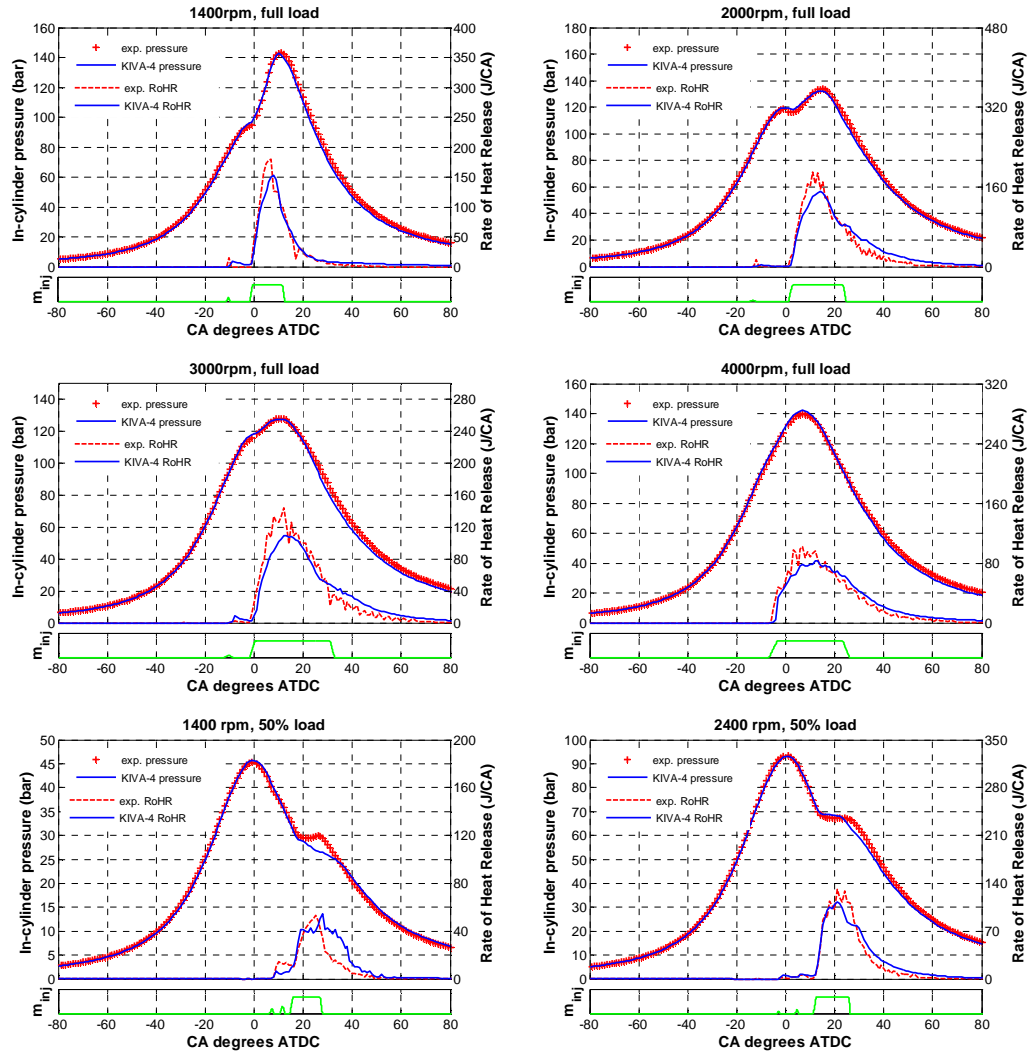 1400rpm, full load
160
140
120
100
80
60
40
20
0
In-cylinder pressure (bar)
exp. pressure
KIVA-4 pressure
exp. RoHR
KIVA-4 RoHR
360
350
300
250
200
150
100
50
0
Rate of Heat Release (J/CA)
m_inj
-80 -60 -40 -20 0 20 40 60 80
CA degrees ATDC
2000rpm, full load
160
140
120
100
80
60
40
20
0
In-cylinder pressure (bar)
exp. pressure
KIVA-4 pressure
exp. RoHR
KIVA-4 RoHR
480
320
160
0
Rate of Heat Release (J/CA)
m_inj
-80 -60 -40 -20 0 20 40 60 80
CA degrees ATDC
3000rpm, full load
140
120
100
80
60
40
20
0
In-cylinder pressure (bar)
exp. pressure
KIVA-4 pressure
exp. RoHR
KIVA-4 RoHR
280
200
160
120
80
40
0
Rate of Heat Release (J/CA)
m_inj
-80 -60 -40 -20 0 20 40 60 80
CA degrees ATDC
4000rpm, full load
160
140
120
100
80
60
40
20
0
In-cylinder pressure (bar)
exp. pressure
KIVA-4 pressure
exp. RoHR
KIVA-4 RoHR
320
240
160
80
0
Rate of Heat Release (J/CA)
m_inj
-80 -60 -40 -20 0 20 40 60 80
CA degrees ATDC
1400 rpm, 50% load
50
45
40
35
30
25
20
15
10
5
0
In-cylinder pressure (bar)
exp. pressure
KIVA-4 pressure
exp. RoHR
KIVA-4 RoHR
200
160
120
80
40
0
Rate of Heat Release (J/CA)
m_inj
-80 -60 -40 -20 0 20 40 60 80
CA degrees ATDC
2400 rpm, 50% load
100
90
80
70
60
50
40
30
20
10
0
In-cylinder pressure (bar)
exp. pressure
KIVA-4 pressure
exp. RoHR
KIVA-4 RoHR
350
280
210
140
70
0
Rate of Heat Release (J/CA)
m_inj
-80 -60 -40 -20 0 20 40 60 80
CA degrees ATDC